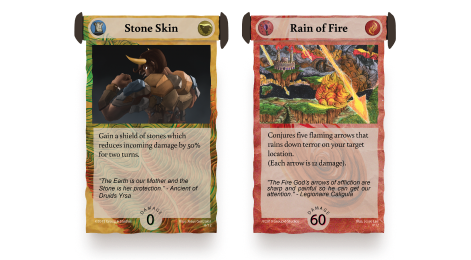 Stone Skin
Gain a shield of stones which
reduces incoming damage by 50%
for two turns.
"The Earth is our Mother and the
Stone is her protection." - Ancient of
Druids Yrsa
DAMAGE
0
Rain of Fire
Conjures five flaming arrows that
rains down terror on your target
location.
(Each arrow is 12 damage).
"The Fire God's arrows of affliction are
sharp and painful so he can get our
attention." - Legionaire Caligula
DAMAGE
60